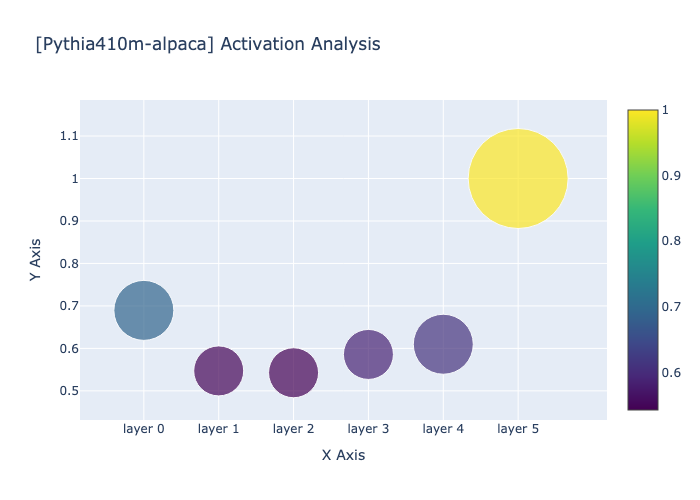 [Pythia410m-alpaca] Activation Analysis
1.1
1
0.9
0.8
0.7
0.6
0.5
Y Axis
layer 0
layer 1
layer 2
layer 3
layer 4
layer 5
X Axis
1
0.9
0.8
0.7
0.6